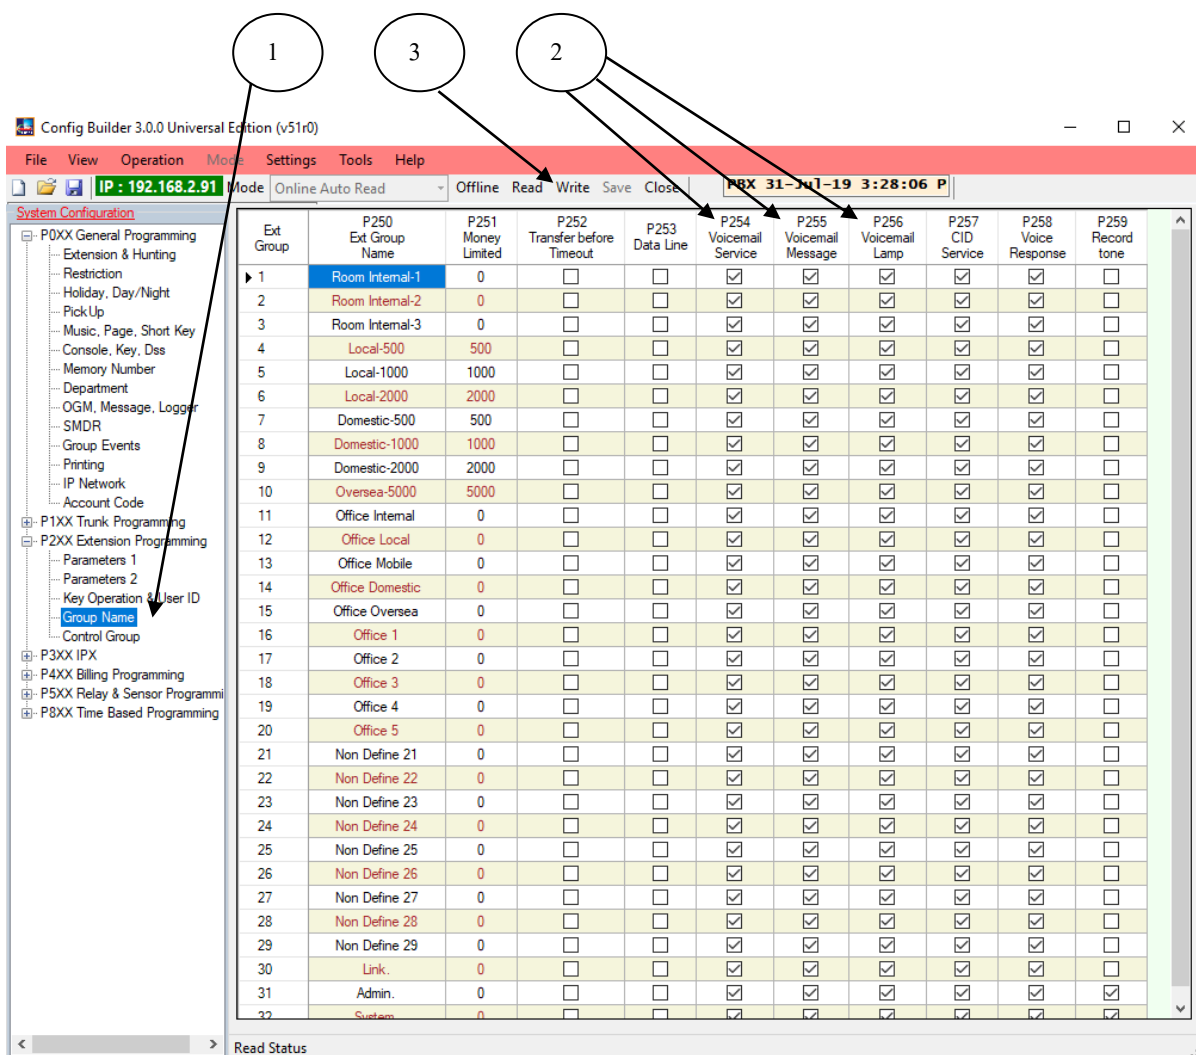 1 3 2
Config Builder 3.0.0 Universal Edition (v51r0)
File View Operation Mode Settings Tools Help
IP : 192.168.2.91 Mode Online Auto Read Offline Read Write Save Close PBX 31-Jul-19 3:28:06 P
System Configuration
P0XX General Programming
Extension & Hunting
Restriction
Holiday, Day/Night
PickUp
Music, Page, Short Key
Console, Key, Dss
Memory Number
Department
OGM, Message, Logger
SMDR
Group Events
Printing
IP Network
Account Code
P1XX Trunk Programming
P2XX Extension Programming
Parameters 1
Parameters 2
Key Operation & User ID
Group Name
Control Group
P3XX IPX
P4XX Billing Programming
P5XX Relay & Sensor Programmi
P8XX Time Based Programming
Ext Group P250 Ext Group Name P251 Money Limited P252 Transfer before Timeout P253 Data Line P254 Voicemail Service P255 Voicemail Message P256 Voicemail Lamp P257 CID Service P258 Voice Response P259 Record tone
1 Room Internal-1 0
2 Room Internal-2 0
3 Room Internal-3 0
4 Local-500 500
5 Local-1000 1000
6 Local-2000 2000
7 Domestic-500 500
8 Domestic-1000 1000
9 Domestic-2000 2000
10 Oversea-5000 5000
11 Office Internal 0
12 Office Local 0
13 Office Mobile 0
14 Office Domestic 0
15 Office Oversea 0
16 Office 1 0
17 Office 2 0
18 Office 3 0
19 Office 4 0
20 Office 5 0
21 Non Define 21 0
22 Non Define 22 0
23 Non Define 23 0
24 Non Define 24 0
25 Non Define 25 0
26 Non Define 26 0
27 Non Define 27 0
28 Non Define 28 0
29 Non Define 29 0
30 Link. 0
31 Admin. 0
32 System 0
Read Status